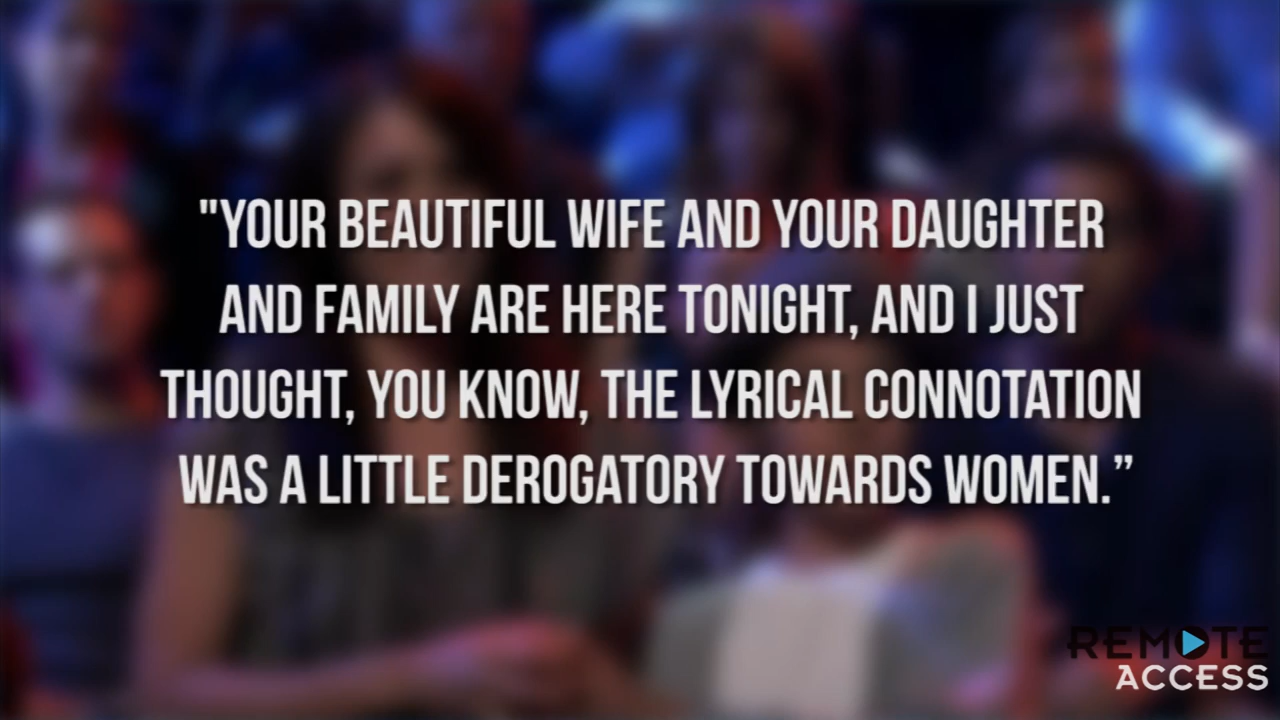 "YOUR BEAUTIFUL WIFE AND YOUR DAUGHTER
AND FAMILY ARE HERE TONIGHT, AND I JUST
THOUGHT, YOU KNOW, THE LYRICAL CONNOTATION
WAS A LITTLE DEROGATORY TOWARDS WOMEN.”
REMOTE
ACCESS